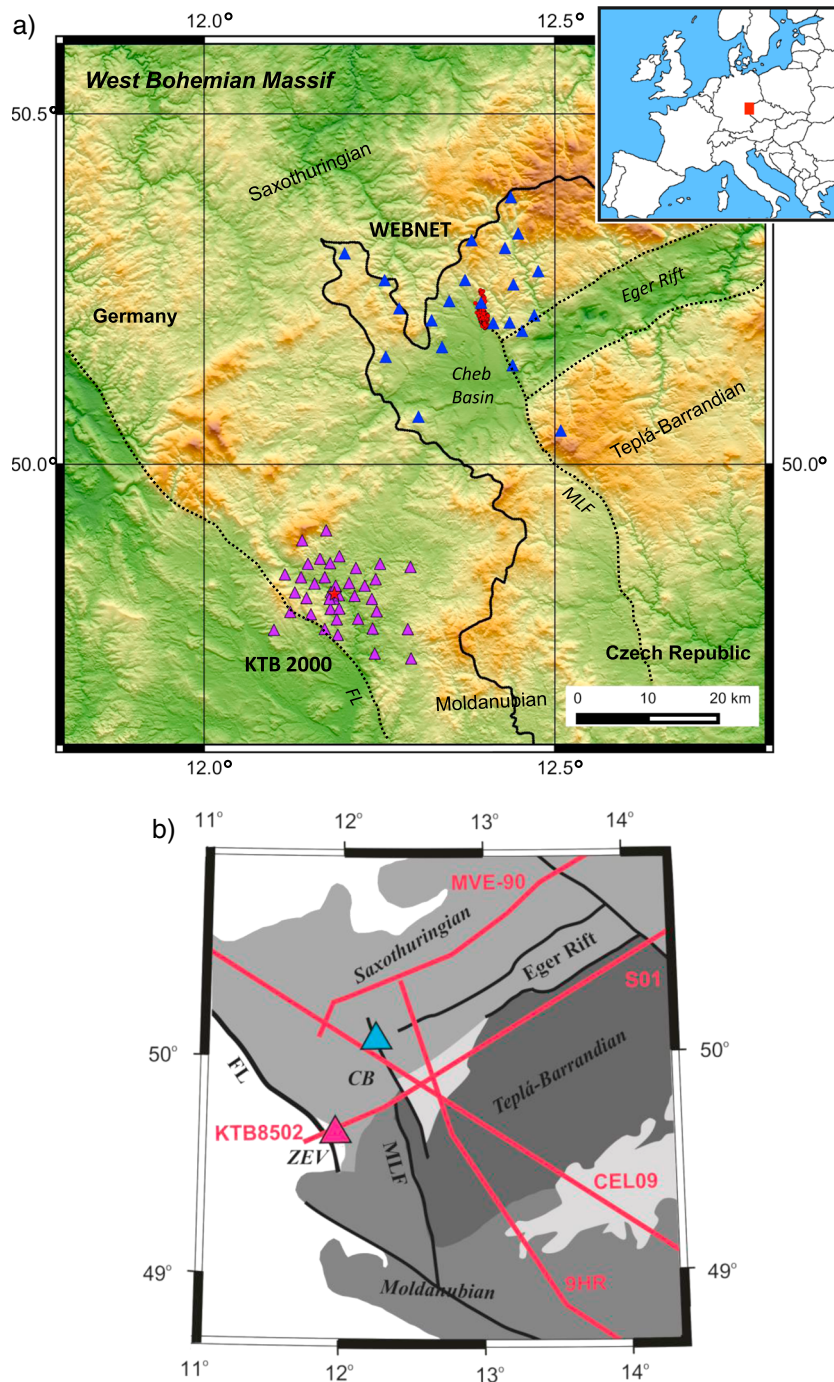 a)
12.0°
12.5°
West Bohemian Massif
50.5°
Saxothuringian
WEBNET
Eger Rift
Germany
Cheb
Basin
Teplá-Barrandian
50.0°
50.0°
MLF
KTB 2000
Czech Republic
FL
Moldanubian
0 10 20 km
12.0°
12.5°
b)
11°
12°
13°
14°
MVE-90
Saxothuringian
Eger Rift
S01
50°
50°
FL
CB
Teplá-Barrandian
KTB8502
ZEV
MLF
CEL09
49°
49°
9HR
Moldanubian
11°
12°
13°
14°